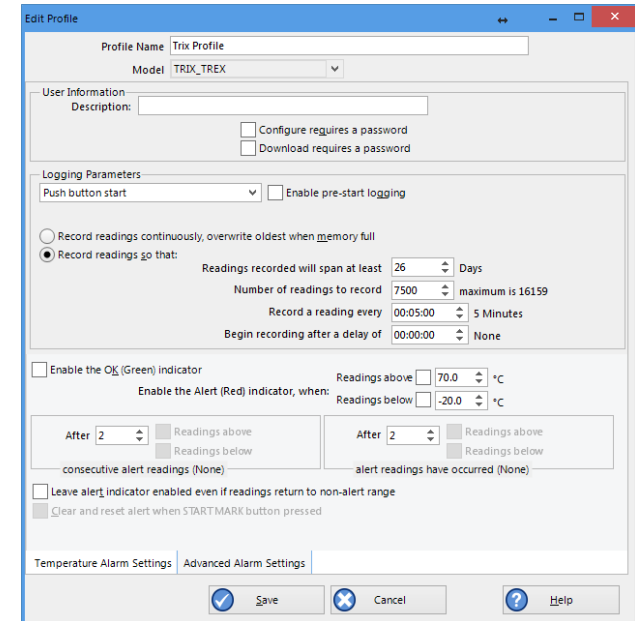 Edit Profile
Profile Name Trix Profile
Model TRIX_TREX
User Information
Description:
Configure requires a password
Download requires a password
Logging Parameters
Push button start Enable pre-start logging
Record readings continuously, overwrite oldest when memory full
Record readings so that:
Readings recorded will span at least 26 Days
Number of readings to record 7500 maximum is 16159
Record a reading every 00:05:00 5 Minutes
Begin recording after a delay of 00:00:00 None
Enable the OK (Green) indicator
Enable the Alert (Red) indicator, when:
Readings above 70.0 °C
Readings below -20.0 °C
After 2 Readings above
Readings below
consecutive alert readings (None)
After 2 Readings above
Readings below
alert readings have occurred (None)
Leave alert indicator enabled even if readings return to non-alert range
Clear and reset alert when START MARK button pressed
Temperature Alarm Settings Advanced Alarm Settings
Save Cancel Help